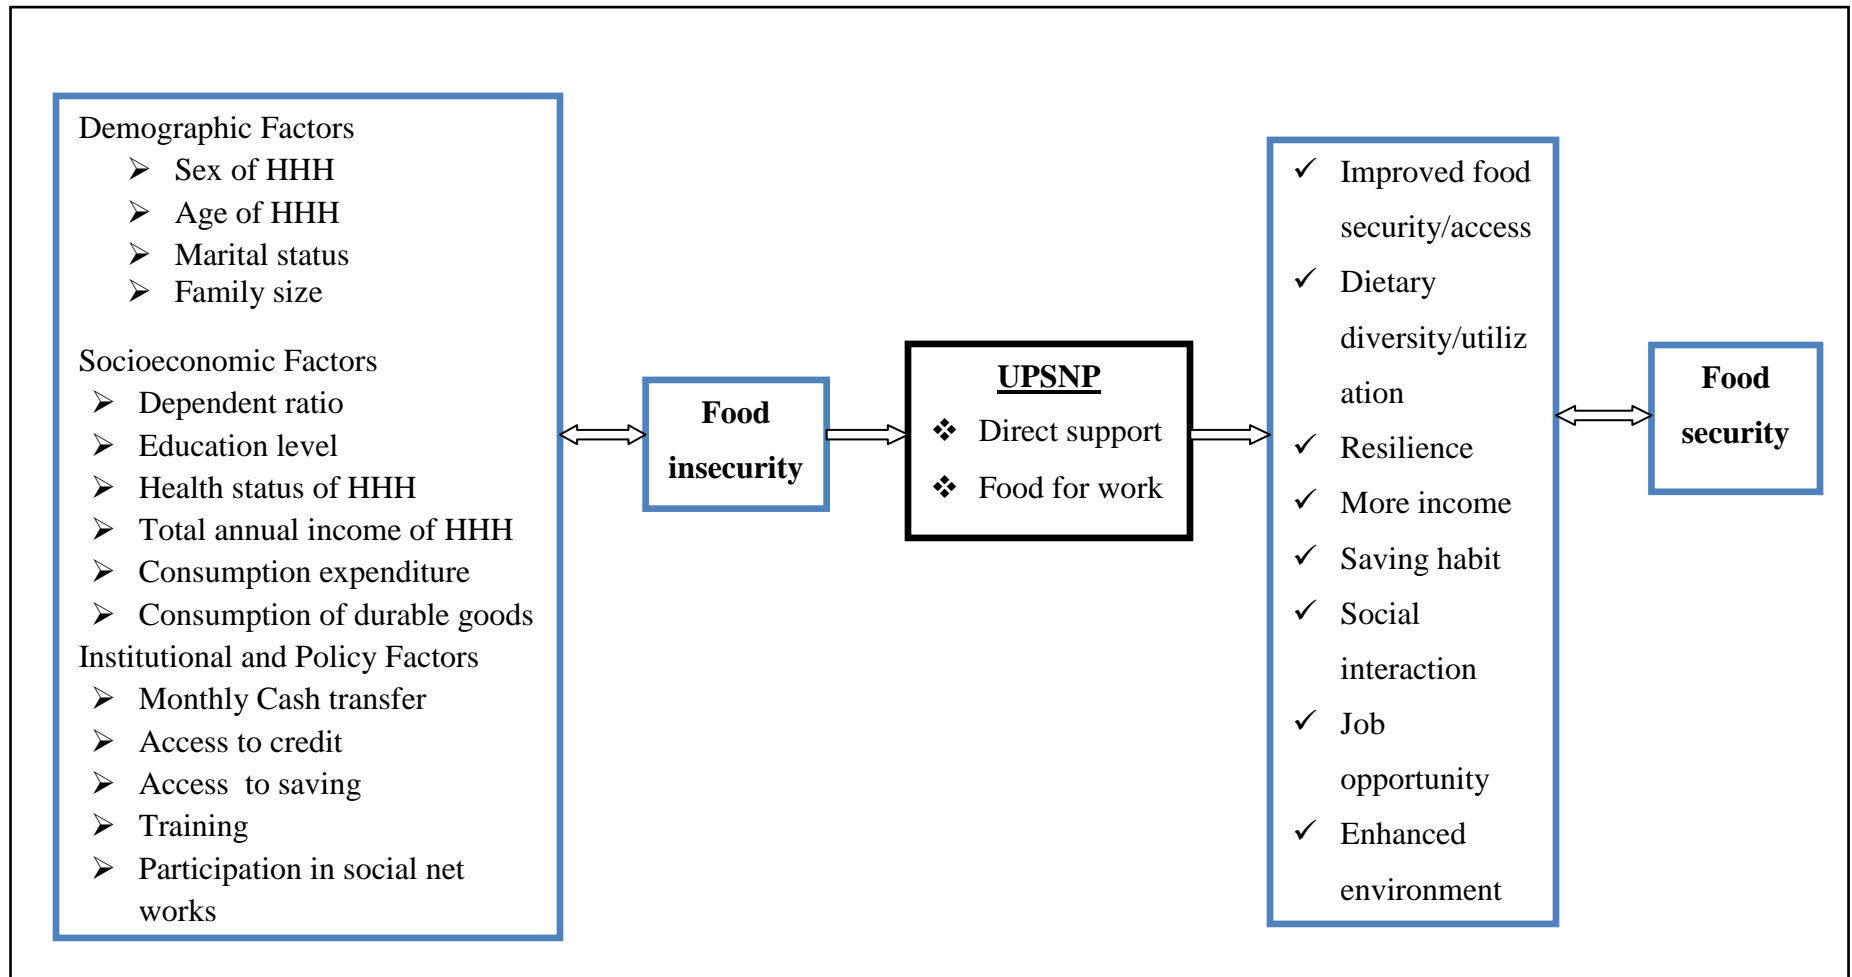 Demographic Factors
Sex of HHH
Age of HHH
Marital status
Family size
Socioeconomic Factors
Dependent ratio
Education level
Health status of HHH
Total annual income of HHH
Consumption expenditure
Consumption of durable goods
Institutional and Policy Factors
Monthly Cash transfer
Access to credit
Access  to saving
Training
Participation in social net
works
Food
insecurity
UPSNP
Direct support
Food for work
Improved food
security/access
Dietary
diversity/utiliz
ation
Resilience
More income
Saving habit
Social
interaction
Job
opportunity
Enhanced
environment
Food
security